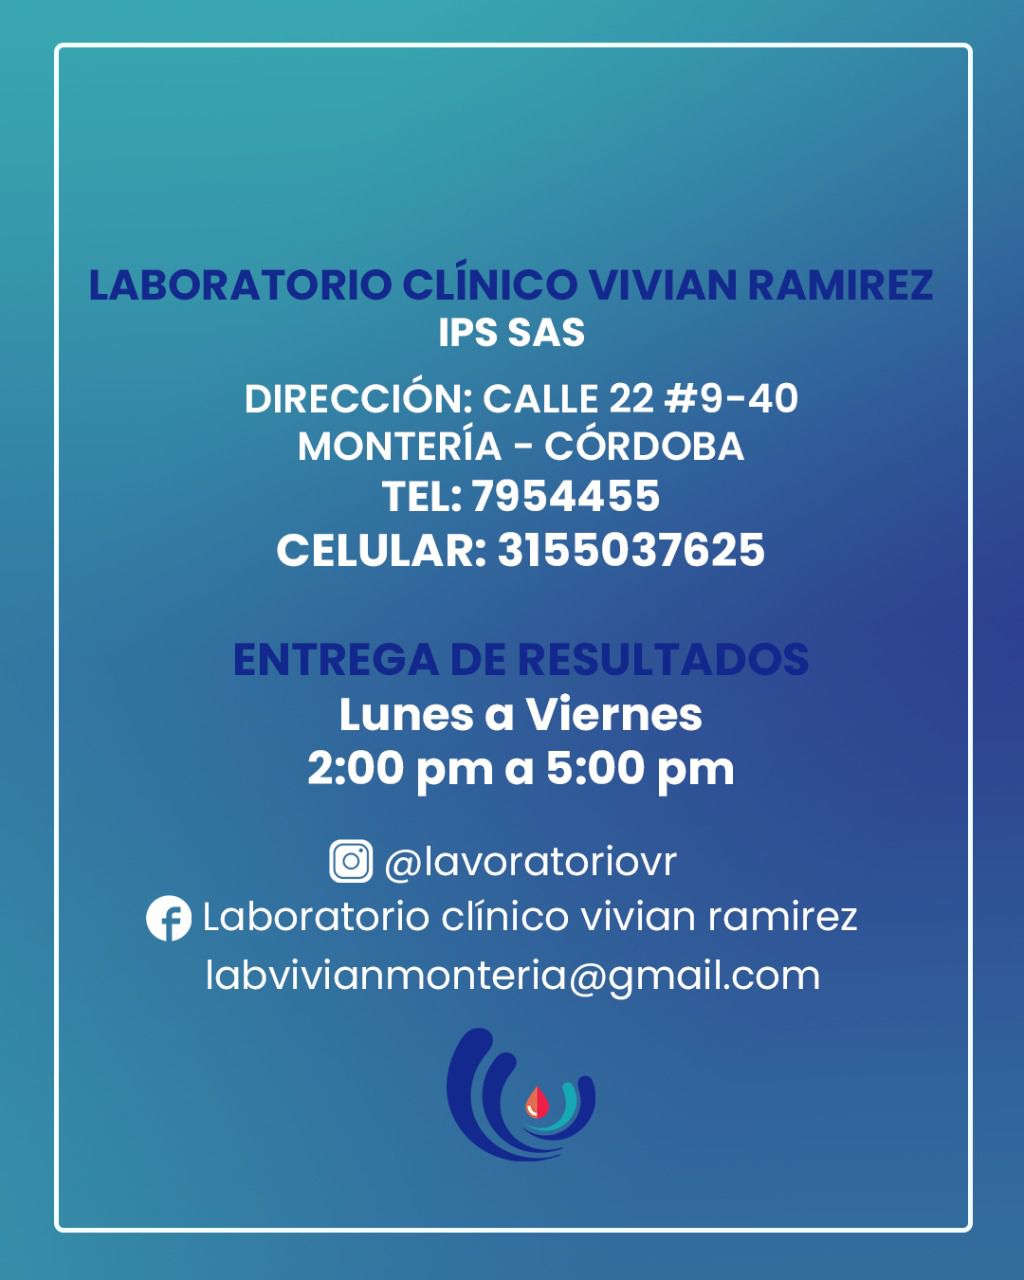 LABORATORIO CLÍNICO VIVIAN RAMIREZ
IPS SAS
DIRECCIÓN: CALLE 22 #9-40
MONTERÍA - CÓRDOBA
TEL: 7954455
CELULAR: 3155037625
ENTREGA DE RESULTADOS
Lunes a Viernes
2:00 pm a 5:00 pm
@lavoratoriovr
Laboratorio clínico vivian ramirez
labvivianmonteria@gmail.com